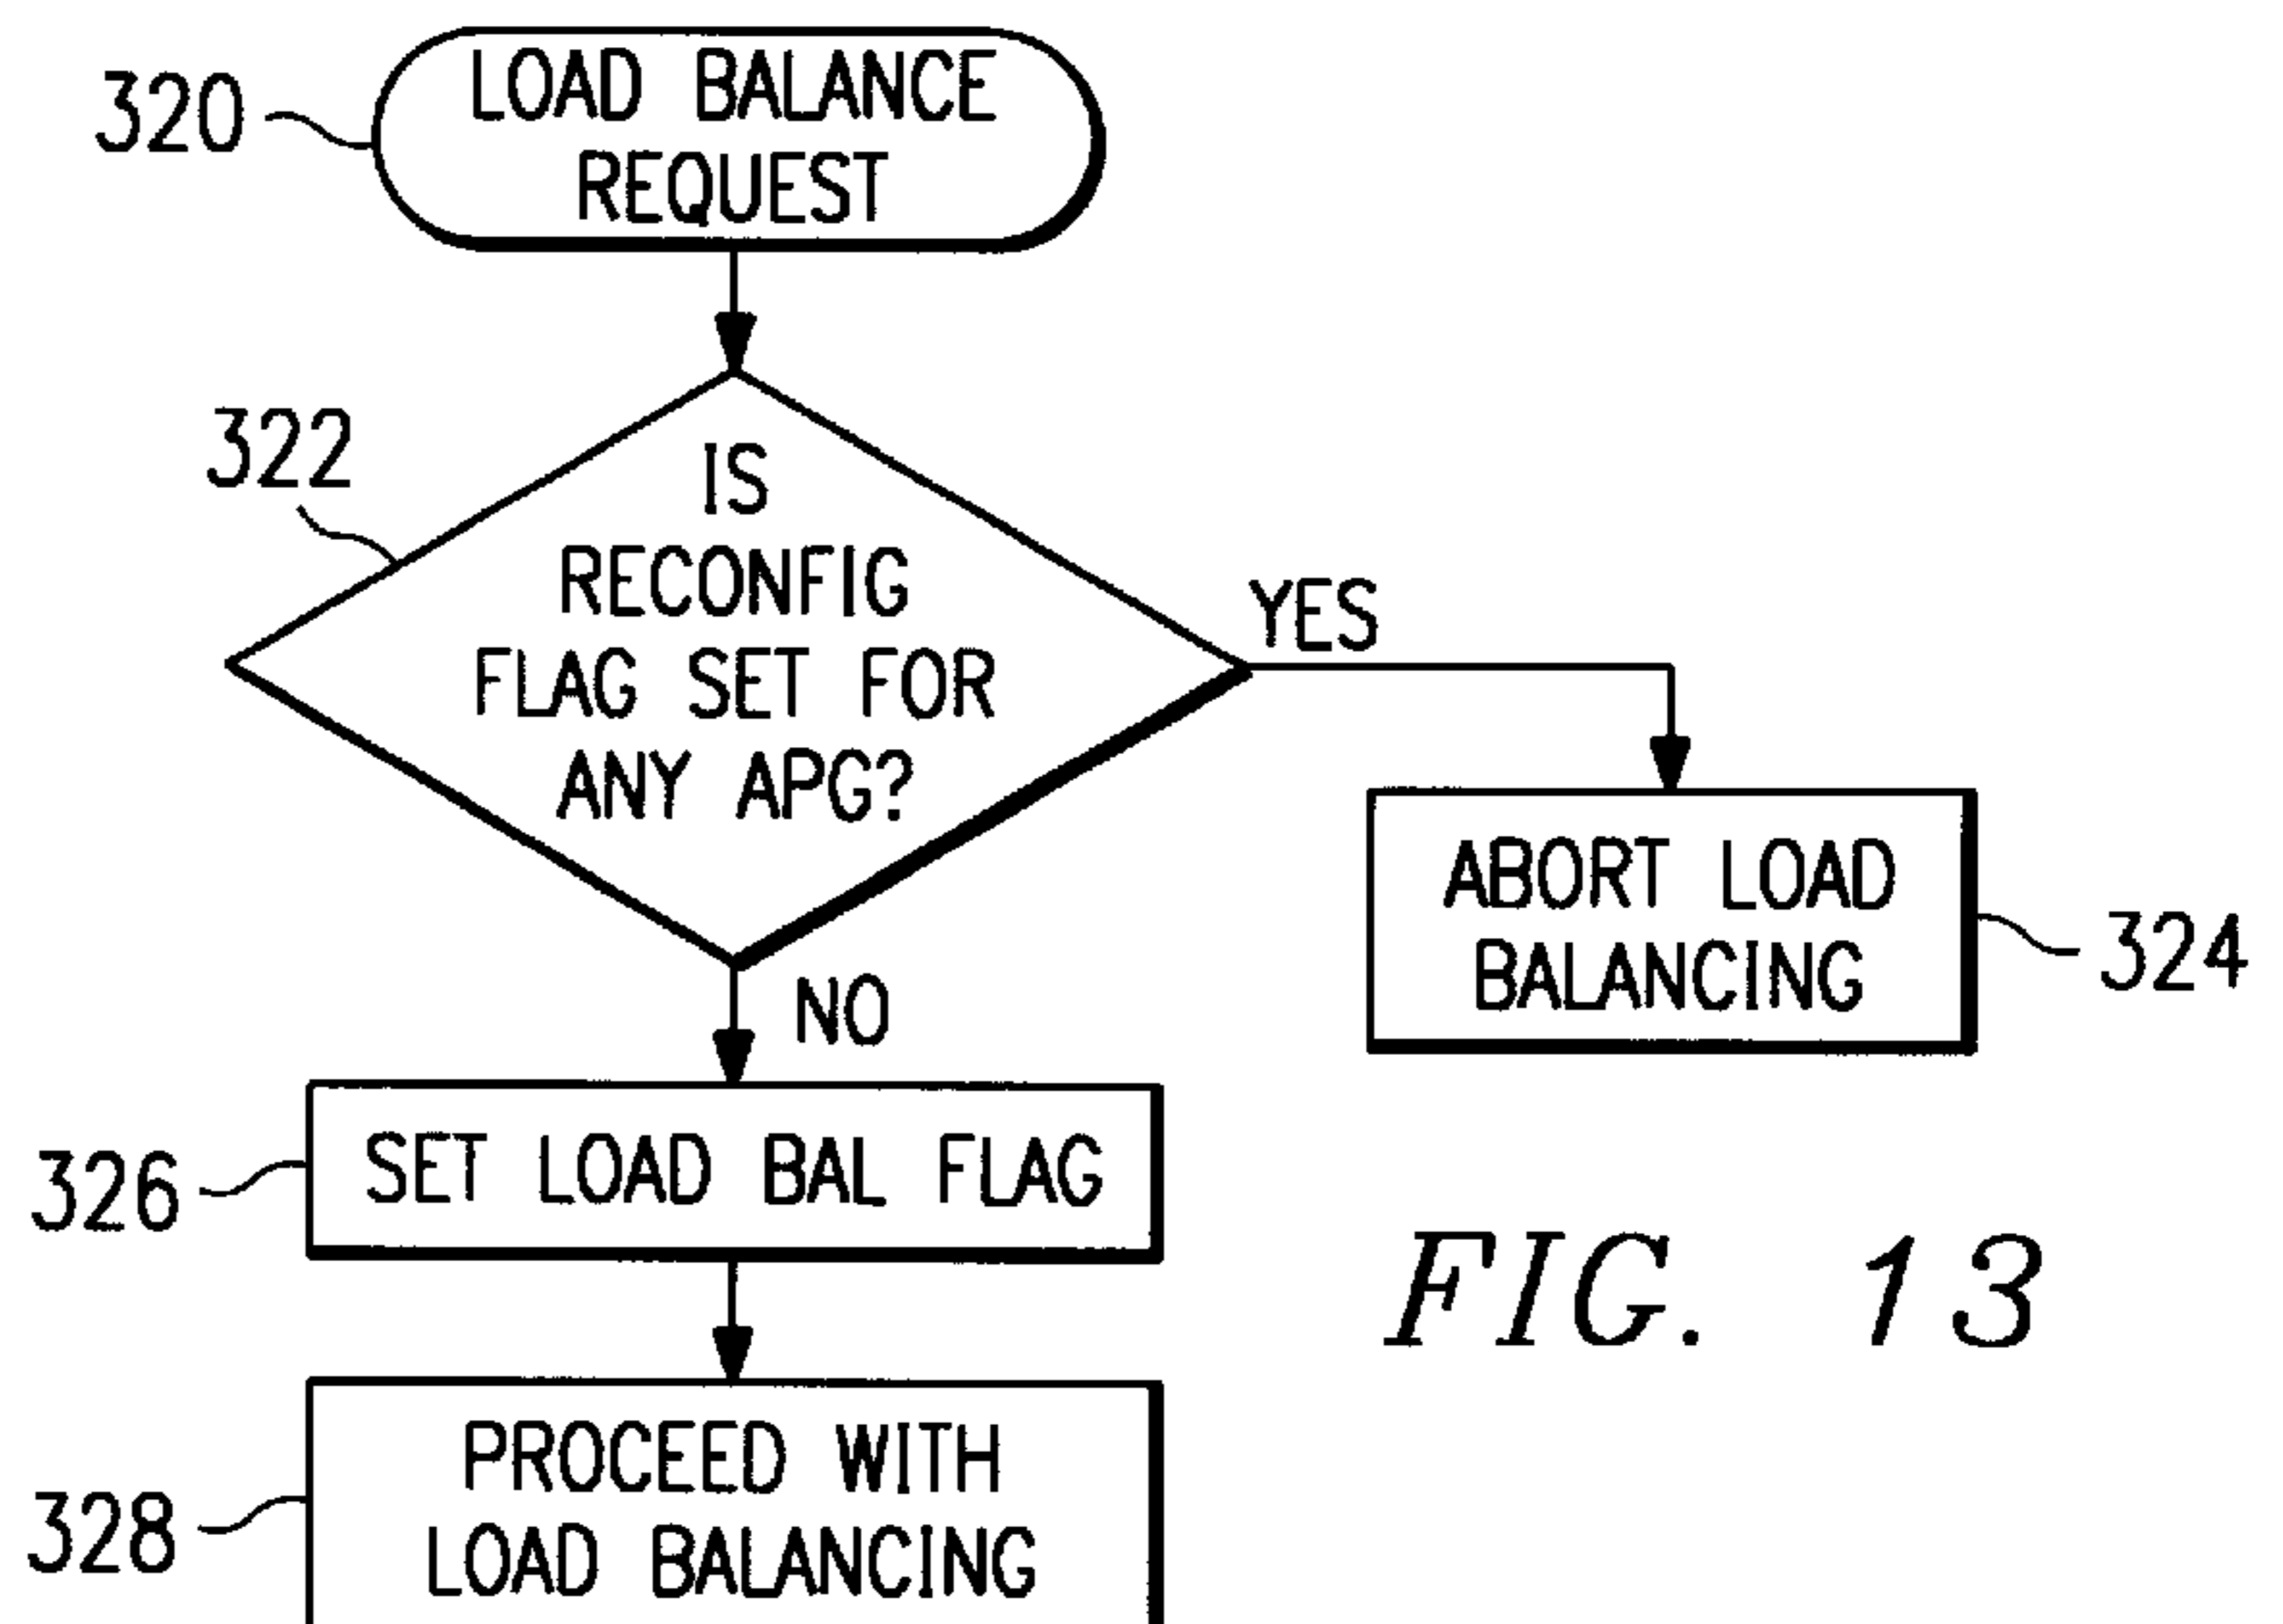 320
LOAD BALANCE
REQUEST
322
IS
RECONFIG
FLAG SET FOR
ANY APG?
YES
ABORT LOAD
BALANCING
324
NO
326
SET LOAD BAL FLAG
FIG. 13
328
PROCEED WITH
LOAD BALANCING